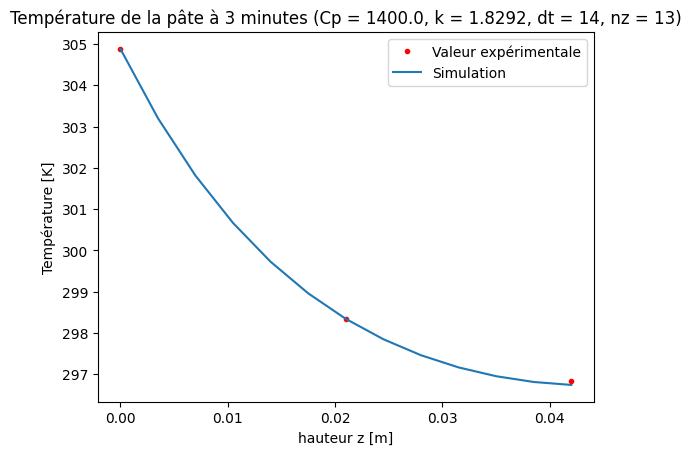 Température de la pâte à 3 minutes (Cp = 1400.0, k = 1.8292, dt = 14, nz = 13)
305
304
303
302
301
300
299
298
297
Température [K]
Valeur expérimentale
Simulation
0.00
0.01
0.02
0.03
0.04
hauteur z [m]